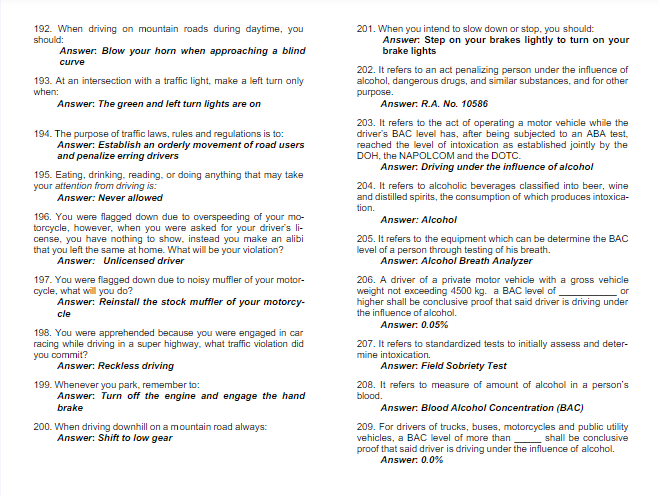 192. When driving on mountain roads during daytime, you
should:
Answer: Blow your horn when approaching a blind
curve
193. At an intersection with a traffic light, make a left turn only
when:
Answer: The green and left turn lights are on
194. The purpose of traffic laws, rules and regulations is to:
Answer: Establish an orderly movement of road users
and penalize erring drivers
195. Eating, drinking, reading, or doing anything that may take
your attention from driving is:
Answer: Never allowed
196. You were flagged down due to overspeeding of your mo-
torcycle, however, when you were asked for your driver's li-
cense, you have nothing to show, instead you make an alibi
that you left the same at home. What will be your violation?
Answer: Unlicensed driver
197. You were flagged down due to noisy muffler of your motor-
cycle, what will you do?
Answer: Reinstall the stock muffler of your motorcy-
cle
198. You were apprehended because you were engaged in car
racing while driving in a super highway, what traffic violation did
you commit?
Answer: Reckless driving
199. Whenever you park, remember to:
Answer: Turn off the engine and engage the hand
brake
200. When driving downhill on a mountain road always:
Answer: Shift to low gear
201. When you intend to slow down or stop, you should:
Answer: Step on your brakes lightly to turn on your
brake lights
202. It refers to an act penalizing person under the influence of
alcohol, dangerous drugs, and similar substances, and for other
purpose.
Answer: R.A. No. 10586
203. It refers to the act of operating a motor vehicle while the
driver's BAC level has, after being subjected to an ABA test,
reached the level of intoxication as established jointly by the
DOH, the NAPOLCOM and the DOTC.
Answer: Driving under the influence of alcohol
204. It refers to alcoholic beverages classified into beer, wine
and distilled spirits, the consumption of which produces intoxica-
tion.
Answer: Alcohol
205. It refers to the equipment which can be determine the BAC
level of a person through testing of his breath.
Answer: Alcohol Breath Analyzer
206. A driver of a private motor vehicle with a gross vehicle
weight not exceeding 4500 kg. a BAC level of __________ or
higher shall be conclusive proof that said driver is driving under
the influence of alcohol.
Answer: 0.05%
207. It refers to standardized tests to initially assess and deter-
mine intoxication.
Answer: Field Sobriety Test
208. It refers to measure of amount of alcohol in a person's
blood.
Answer: Blood Alcohol Concentration (BAC)
209. For drivers of trucks, buses, motorcycles and public utility
vehicles, a BAC level of more than _____ shall be conclusive
proof that said driver is driving under the influence of alcohol.
Answer: 0.0%